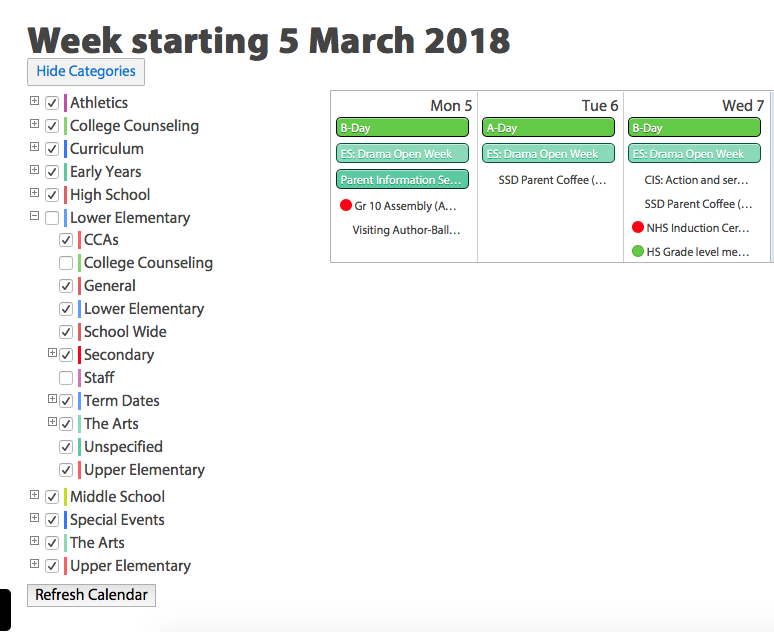 Week starting 5 March 2018
Hide Categories
Athletics
College Counseling
Curriculum
Early Years
High School
Lower Elementary
CCAs
College Counseling
General
Lower Elementary
School Wide
Secondary
Staff
Term Dates
The Arts
Unspecified
Upper Elementary
Middle School
Special Events
The Arts
Upper Elementary
Refresh Calendar
Mon 5
B-Day
ES: Drama Open Week
Parent Information Se...
Gr 10 Assembly (A...
Visiting Author-Ball...
Tue 6
A-Day
ES: Drama Open Week
SSD Parent Coffee (...
Wed 7
B-Day
ES: Drama Open Week
CIS: Action and ser...
SSD Parent Coffee (...
NHS Induction Cer...
HS Grade level me...